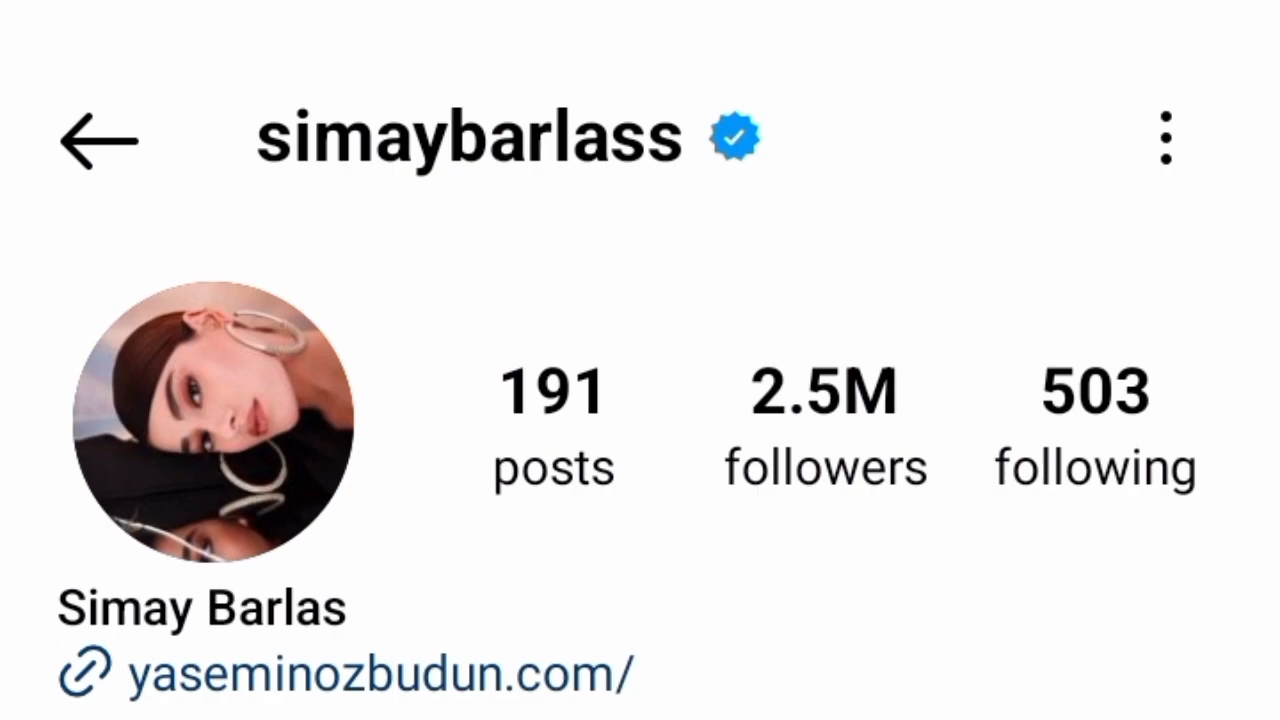 simaybarlass
191 2.5M 503
posts followers following
Simay Barlas
yaseminozbudun.com/